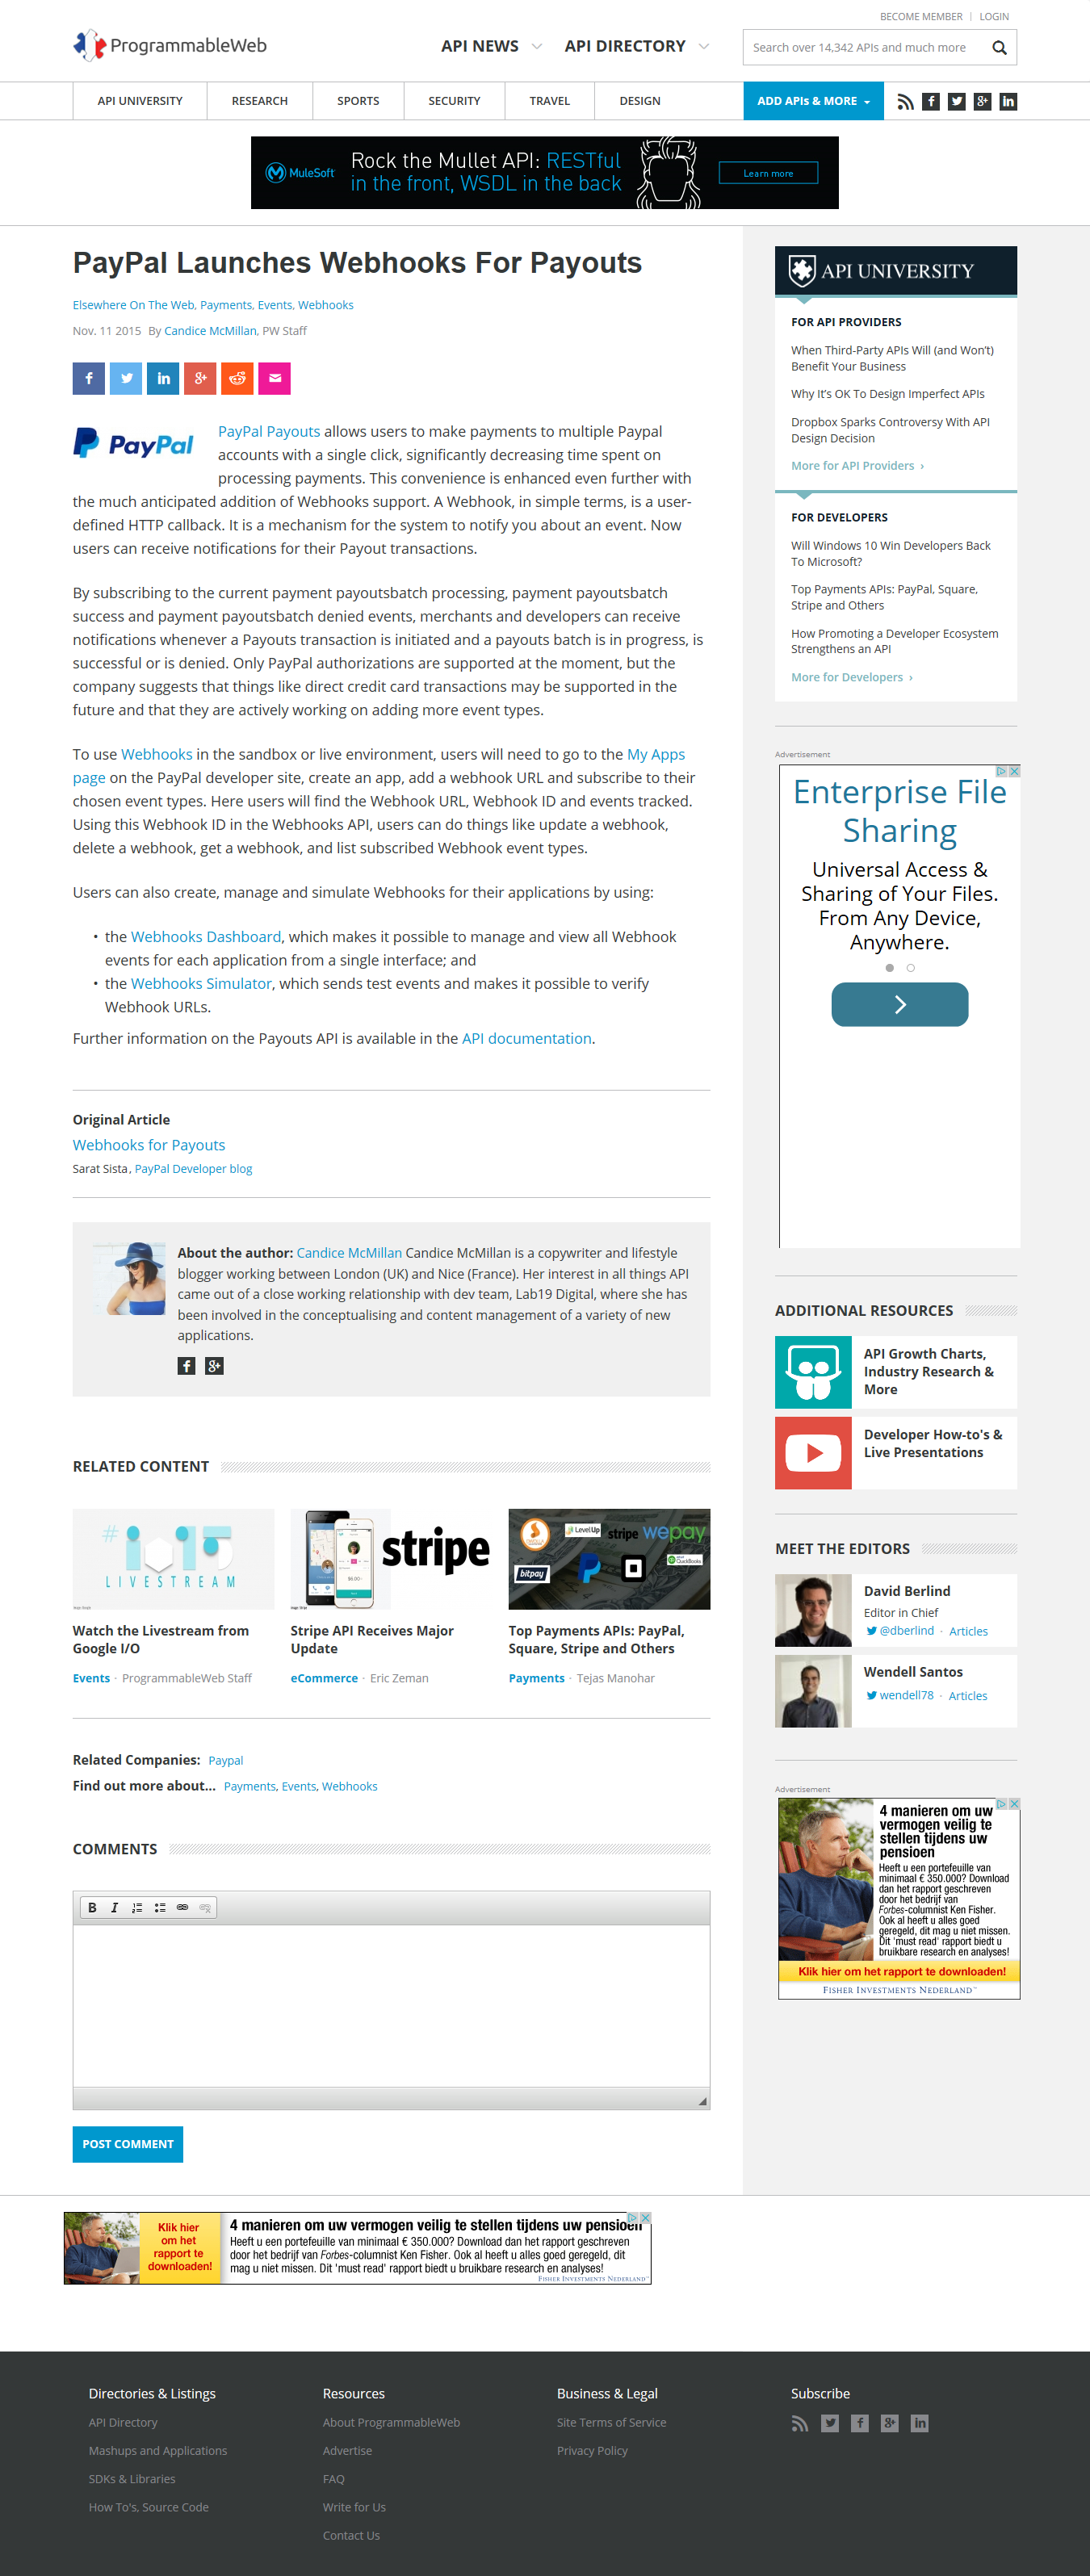 BECOME MEMBER | LOGIN
ProgrammableWeb
API NEWS
API DIRECTORY
Search over 14,342 APIs and much more
API UNIVERSITY
RESEARCH
SPORTS
SECURITY
TRAVEL
DESIGN
ADD APIs & MORE
MuleSoft
Rock the Mullet API: RESTful
in the front, WSDL in the back
Learn more
PayPal Launches Webhooks For Payouts
Elsewhere On The Web, Payments, Events, Webhooks
Nov. 11 2015 By Candice McMillan, PW Staff
PayPal
PayPal Payouts allows users to make payments to multiple Paypal
accounts with a single click, significantly decreasing time spent on
processing payments. This convenience is enhanced even further with
the much anticipated addition of Webhooks support. A Webhook, in simple terms, is a user-
defined HTTP callback. It is a mechanism for the system to notify you about an event. Now
users can receive notifications for their Payout transactions.
By subscribing to the current payment payoutsbatch processing, payment payoutsbatch
success and payment payoutsbatch denied events, merchants and developers can receive
notifications whenever a Payouts transaction is initiated and a payouts batch is in progress, is
successful or is denied. Only PayPal authorizations are supported at the moment, but the
company suggests that things like direct credit card transactions may be supported in the
future and that they are actively working on adding more event types.
To use Webhooks in the sandbox or live environment, users will need to go to the My Apps
page on the PayPal developer site, create an app, add a webhook URL and subscribe to their
chosen event types. Here users will find the Webhook URL, Webhook ID and events tracked.
Using this Webhook ID in the Webhooks API, users can do things like update a webhook,
delete a webhook, get a webhook, and list subscribed Webhook event types.
Users can also create, manage and simulate Webhooks for their applications by using:
• the Webhooks Dashboard, which makes it possible to manage and view all Webhook
events for each application from a single interface; and
• the Webhooks Simulator, which sends test events and makes it possible to verify
Webhook URLs.
Further information on the Payouts API is available in the API documentation.
Original Article
Webhooks for Payouts
Sarat Sista, PayPal Developer blog
About the author: Candice McMillan Candice McMillan is a copywriter and lifestyle
blogger working between London (UK) and Nice (France). Her interest in all things API
came out of a close working relationship with dev team, Lab19 Digital, where she has
been involved in the conceptualising and content management of a variety of new
applications.
RELATED CONTENT
#io15
LIVESTREAM
Watch the Livestream from
Google I/O
Events · ProgrammableWeb Staff
stripe
Stripe API Receives Major
Update
eCommerce · Eric Zeman
LevelUp
stripe
wepay
bitpay
QuickBooks
Top Payments APIs: PayPal,
Square, Stripe and Others
Payments · Tejas Manohar
Related Companies: Paypal
Find out more about... Payments, Events, Webhooks
COMMENTS
B I
POST COMMENT
API UNIVERSITY
FOR API PROVIDERS
When Third-Party APIs Will (and Won't)
Benefit Your Business
Why It's OK To Design Imperfect APIs
Dropbox Sparks Controversy With API
Design Decision
More for API Providers ›
FOR DEVELOPERS
Will Windows 10 Win Developers Back
To Microsoft?
Top Payments APIs: PayPal, Square,
Stripe and Others
How Promoting a Developer Ecosystem
Strengthens an API
More for Developers ›
Advertisement
Enterprise File
Sharing
Universal Access &
Sharing of Your Files.
From Any Device,
Anywhere.
ADDITIONAL RESOURCES
API Growth Charts,
Industry Research &
More
Developer How-to's &
Live Presentations
MEET THE EDITORS
David Berlind
Editor in Chief
@dberlind · Articles
Wendell Santos
wendell78 · Articles
Advertisement
4 manieren om uw
vermogen veilig te
stellen tijdens uw
pensioen
Heeft u een portefeuille van
minimaal € 350.000? Download
dan het rapport geschreven
door het bedrijf van
Forbes-columnist Ken Fisher.
Ook al heeft u alles goed
geregeld, dit mag u niet missen.
Dit 'must read' rapport biedt u
bruikbare research en analyses!
Klik hier om het rapport te downloaden!
FISHER INVESTMENTS NEDERLAND™
Klik hier
om het
rapport te
downloaden!
4 manieren om uw vermogen veilig te stellen tijdens uw pensioen
Heeft u een portefeuille van minimaal € 350.000? Download dan het rapport geschreven
door het bedrijf van Forbes-columnist Ken Fisher. Ook al heeft u alles goed geregeld, dit
mag u niet missen. Dit 'must read' rapport biedt u bruikbare research en analyses!
FISHER INVESTMENTS NEDERLAND™
Directories & Listings
API Directory
Mashups and Applications
SDKs & Libraries
How To's, Source Code
Resources
About ProgrammableWeb
Advertise
FAQ
Write for Us
Contact Us
Business & Legal
Site Terms of Service
Privacy Policy
Subscribe